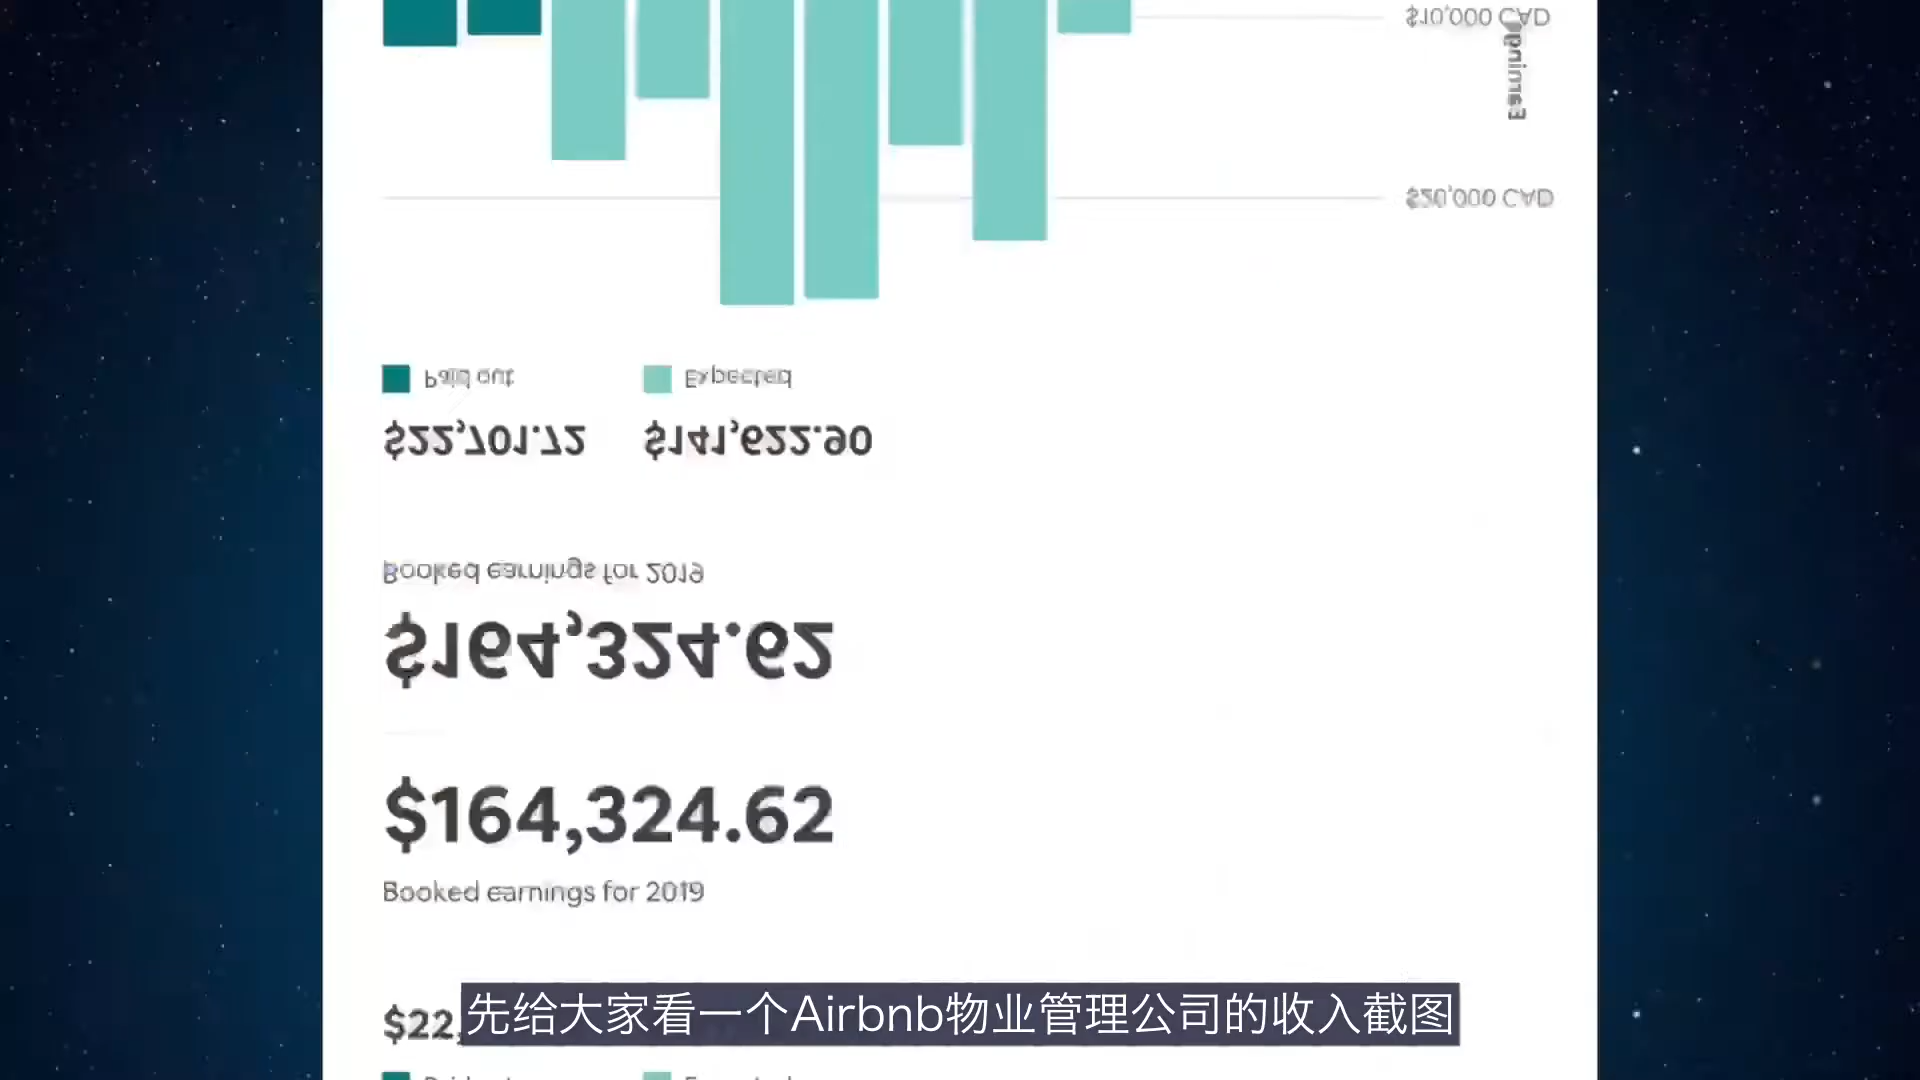 $10,000 CAD
Earnings
$20,000 CAD
Paid out
Expected
$22,701.72
$141,622.90
Booked earnings for 2019
$164,324.62
$164,324.62
Booked earnings for 2019
$22,
先给大家看一个Airbnb物业管理公司的收入截图